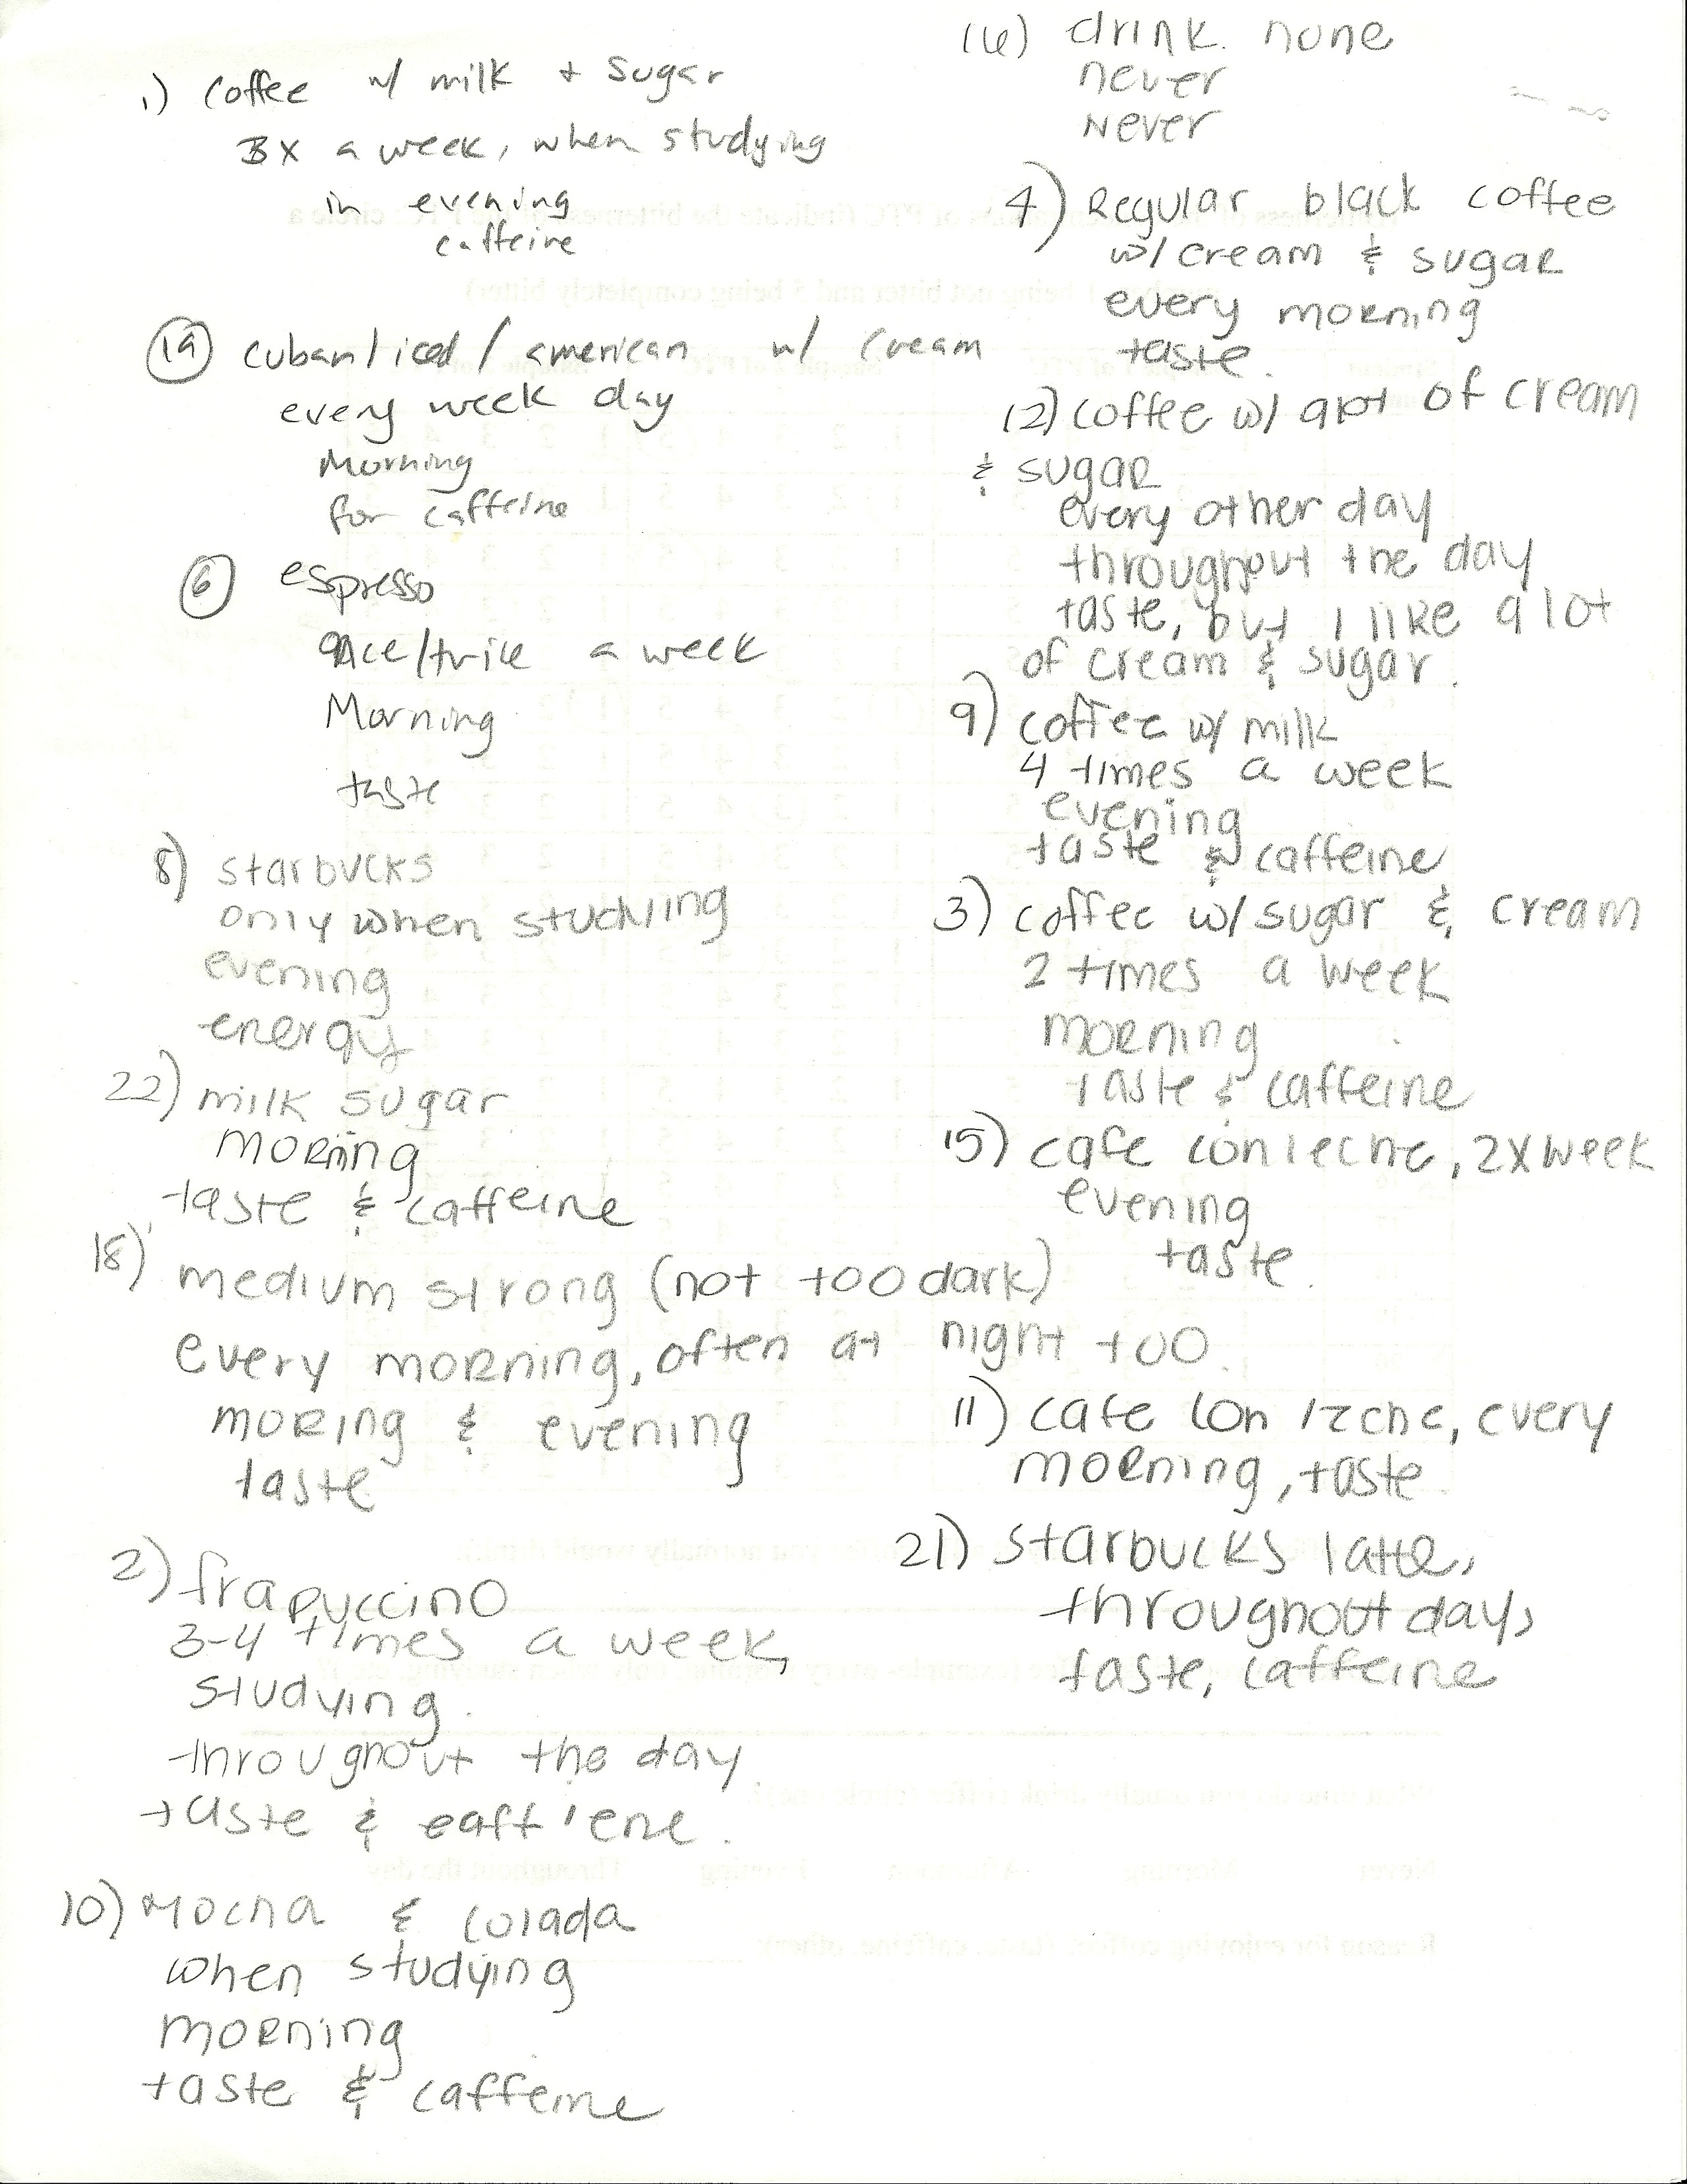 1) coffee w/ milk + sugar
3x a week, when studying
in evening
caffeine
19 cuban/iced/american w/ cream
every week day
Morning
for caffeine
6 espresso
once/twice a week
Morning
taste
8) starbucks
only when studying
evening
energy
22) milk sugar
morning
taste & caffeine
18) medium strong (not too dark)
every morning, often at night too.
moring & evening
taste
2) frapuccino
3-4 times a week,
studying.
throughout the day
taste & caffiene.
10) Mocha & colada
when studying
morning
taste & caffeine
16) drink none
never
Never
4) Regular black coffee
w/ cream & sugar
every morning
taste.
12) coffee w/ alot of cream
& sugar
every other day
throughout the day
taste, but I like a lot
of cream & sugar.
9) coffee w/ milk
4 times a week
evening
taste & caffeine
3) coffee w/ sugar & cream
2 times a week
morning
taste & caffeine
15) cafe con leche, 2x week
evening
taste.
11) cafe con leche, every
morning, taste
21) starbucks latte,
throughout day,
taste, caffeine